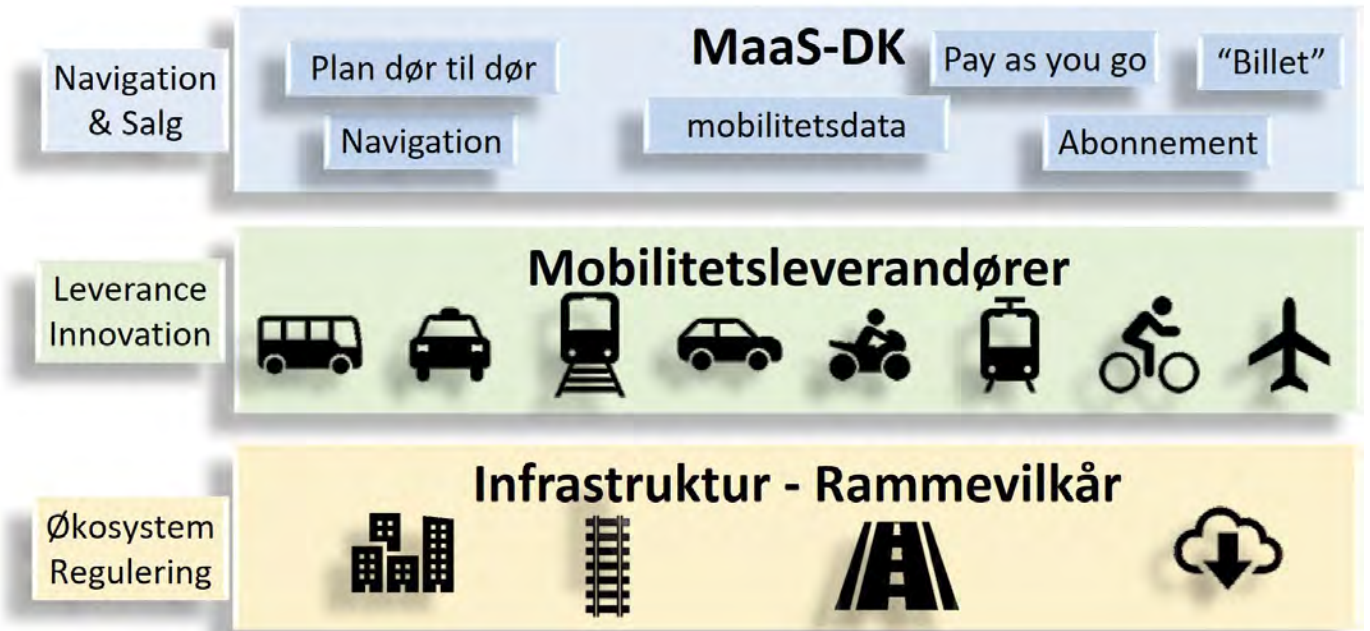 Navigation
& Salg
MaaS-DK
Plan dør til dør
Pay as you go
“Billet”
Navigation
mobilitetsdata
Abonnement
Leverance
Innovation
Mobilitetsleverandører
Økosystem
Regulering
Infrastruktur - Rammevilkår